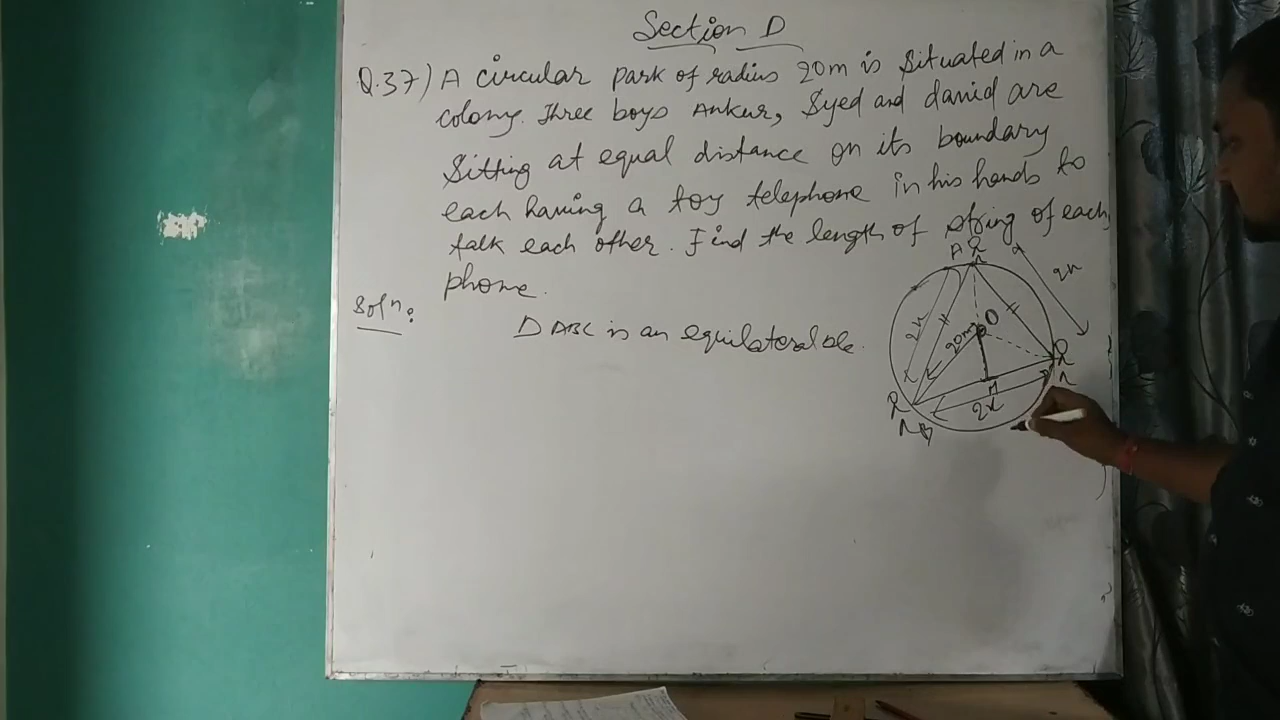 Section D
Q.37) A circular park of radius 20m is situated in a
colony. Three boys Ankur, Syed and david are
Sitting at equal distance on its boundary
each having a toy telephone in his hands to
talk each other. Find the length of string of each
phone.
Soln:
Δ ABC is an equilateral
A
2x
2x
O
20m
M
2x
B